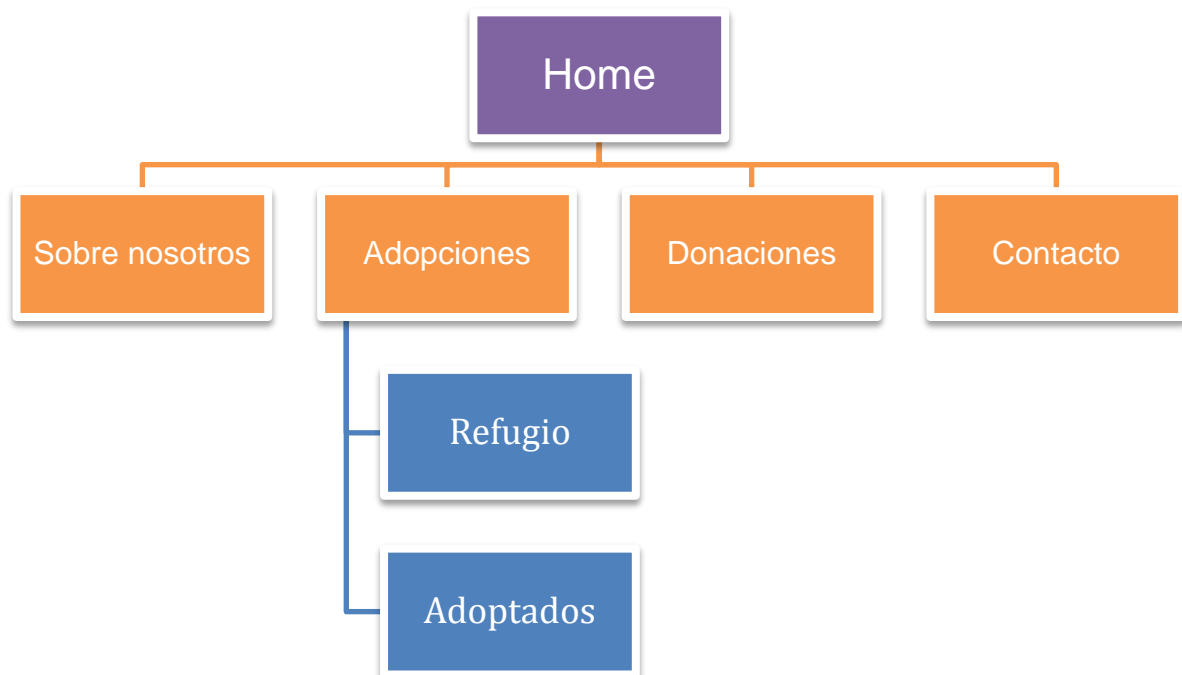 Home
Sobre nosotros
Adopciones
Donaciones
Contacto
Refugio
Adoptados